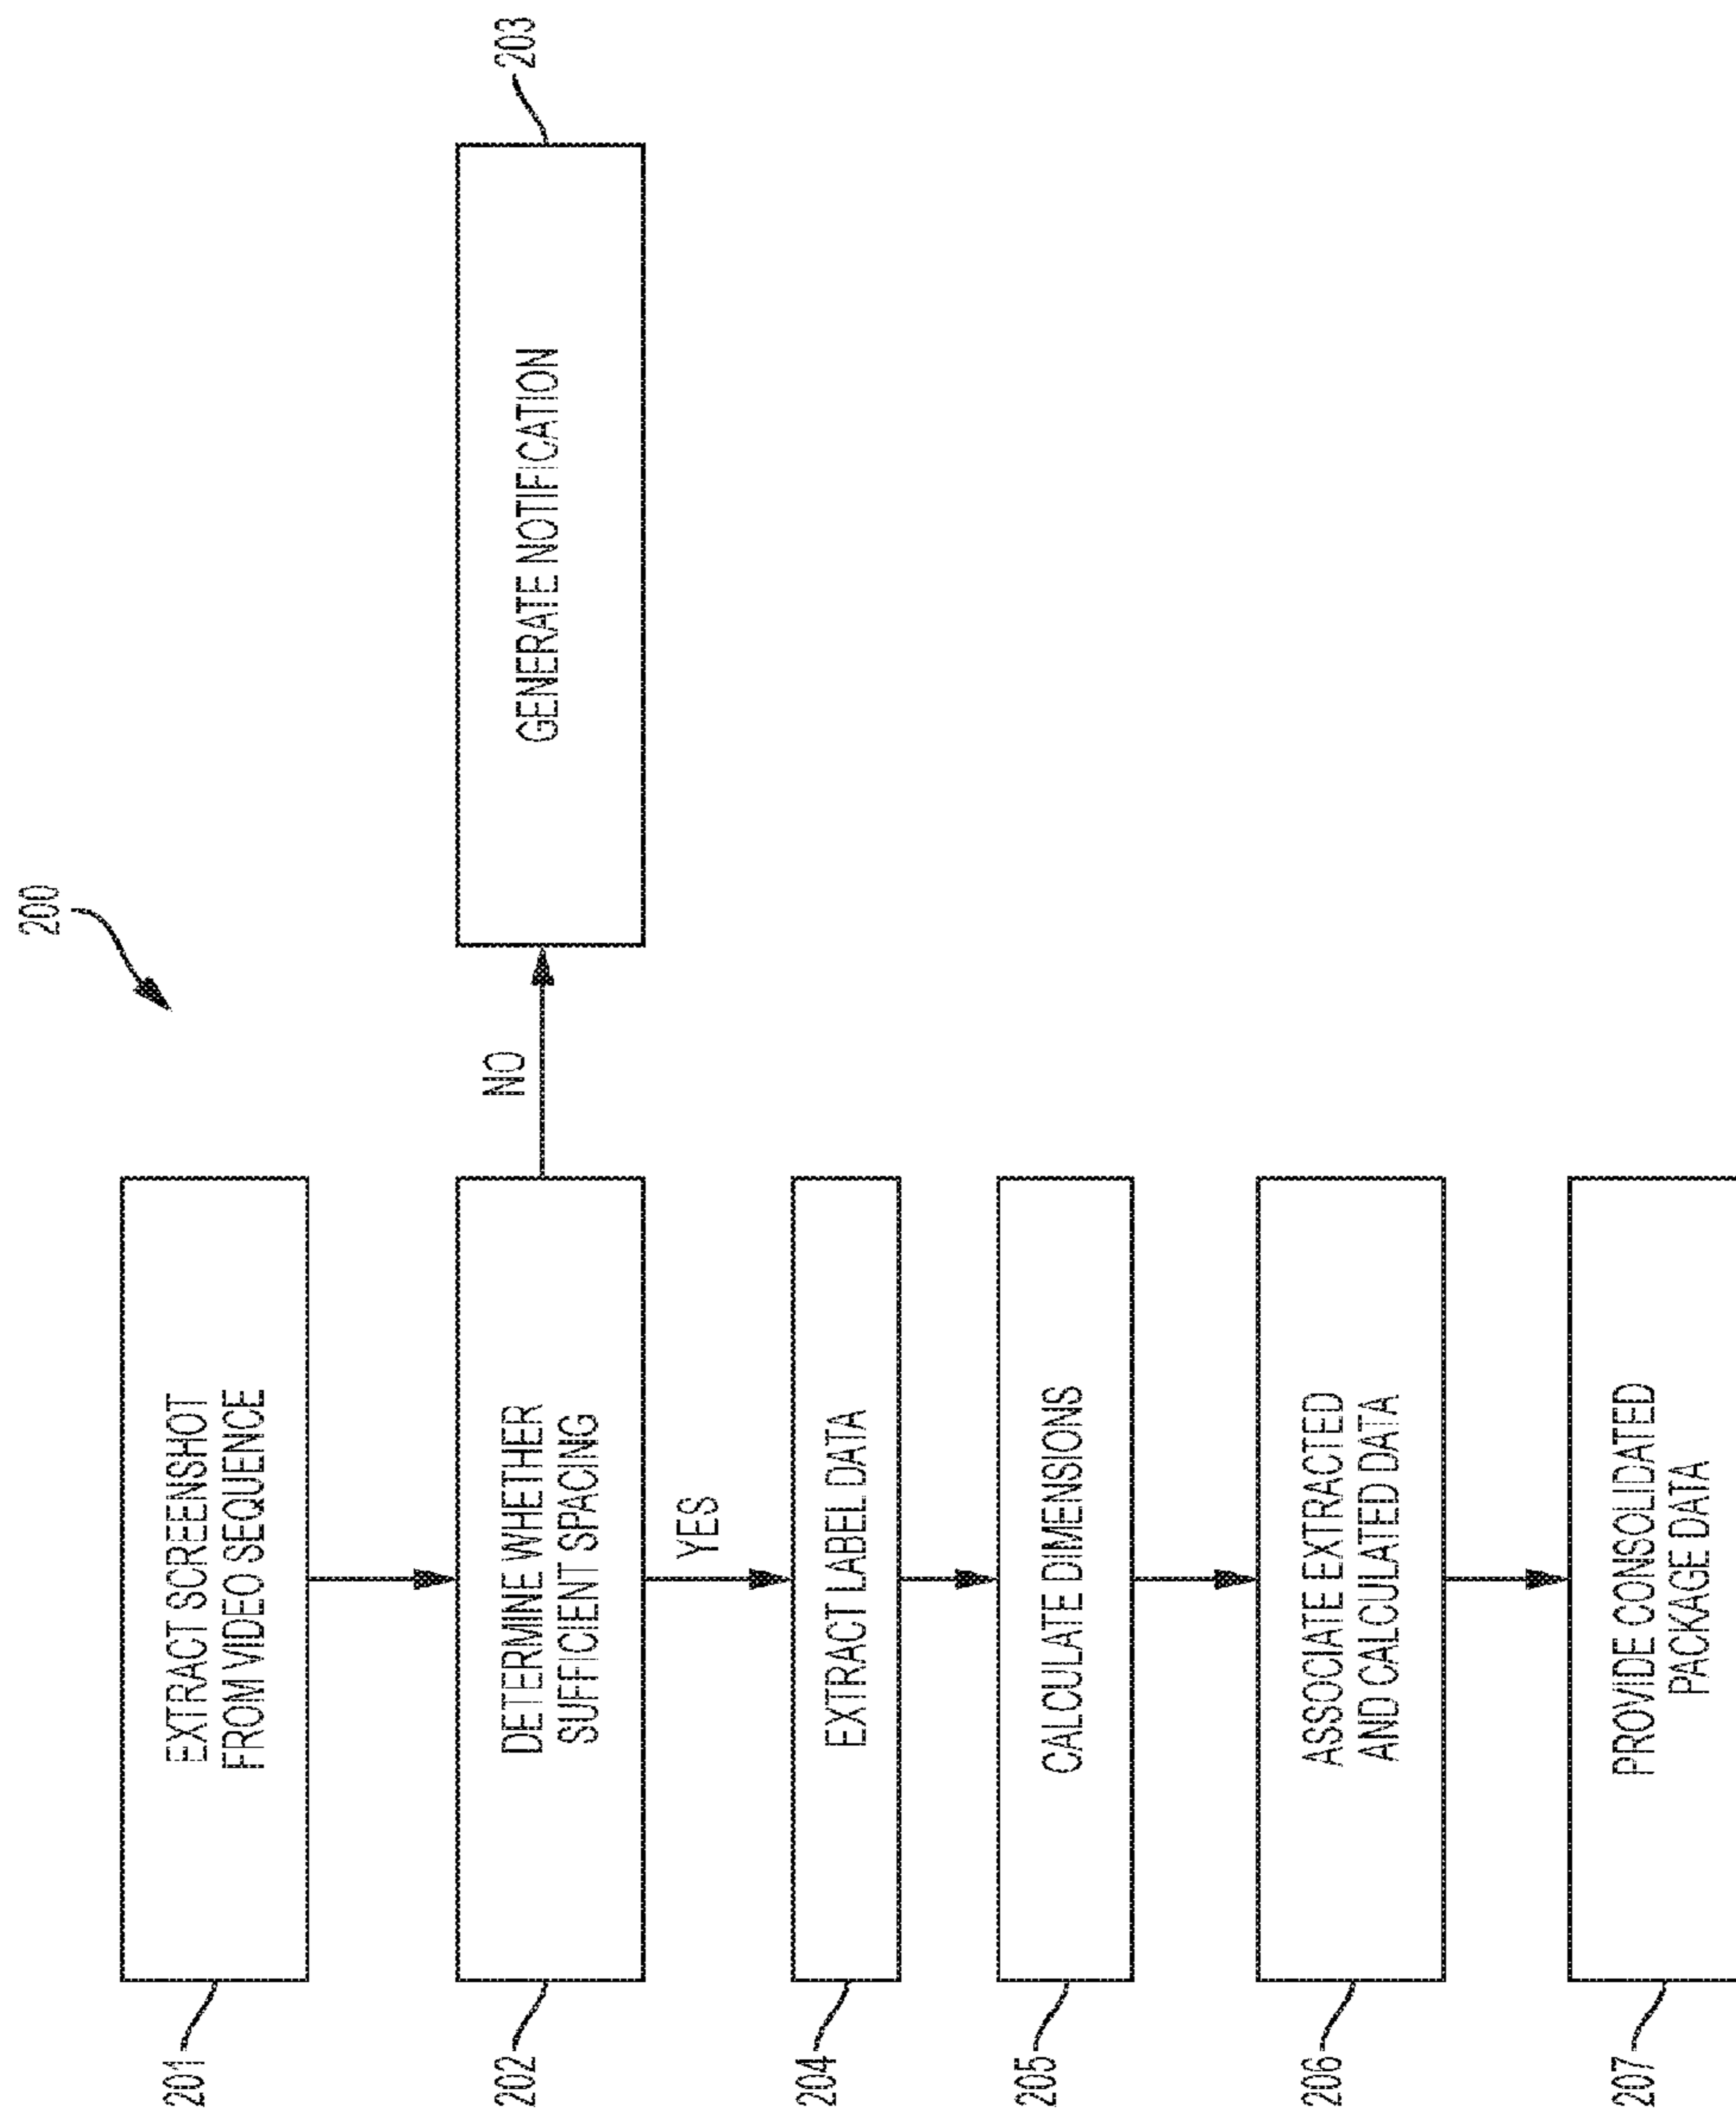 200
201
EXTRACT SCREENSHOT
FROM VIDEO SEQUENCE
202
DETERMINE WHETHER
SUFFICIENT SPACING
NO
GENERATE NOTIFICATION
203
YES
204
EXTRACT LABEL DATA
205
CALCULATE DIMENSIONS
206
ASSOCIATE EXTRACTED
AND CALCULATED DATA
207
PROVIDE CONSOLIDATED
PACKAGE DATA